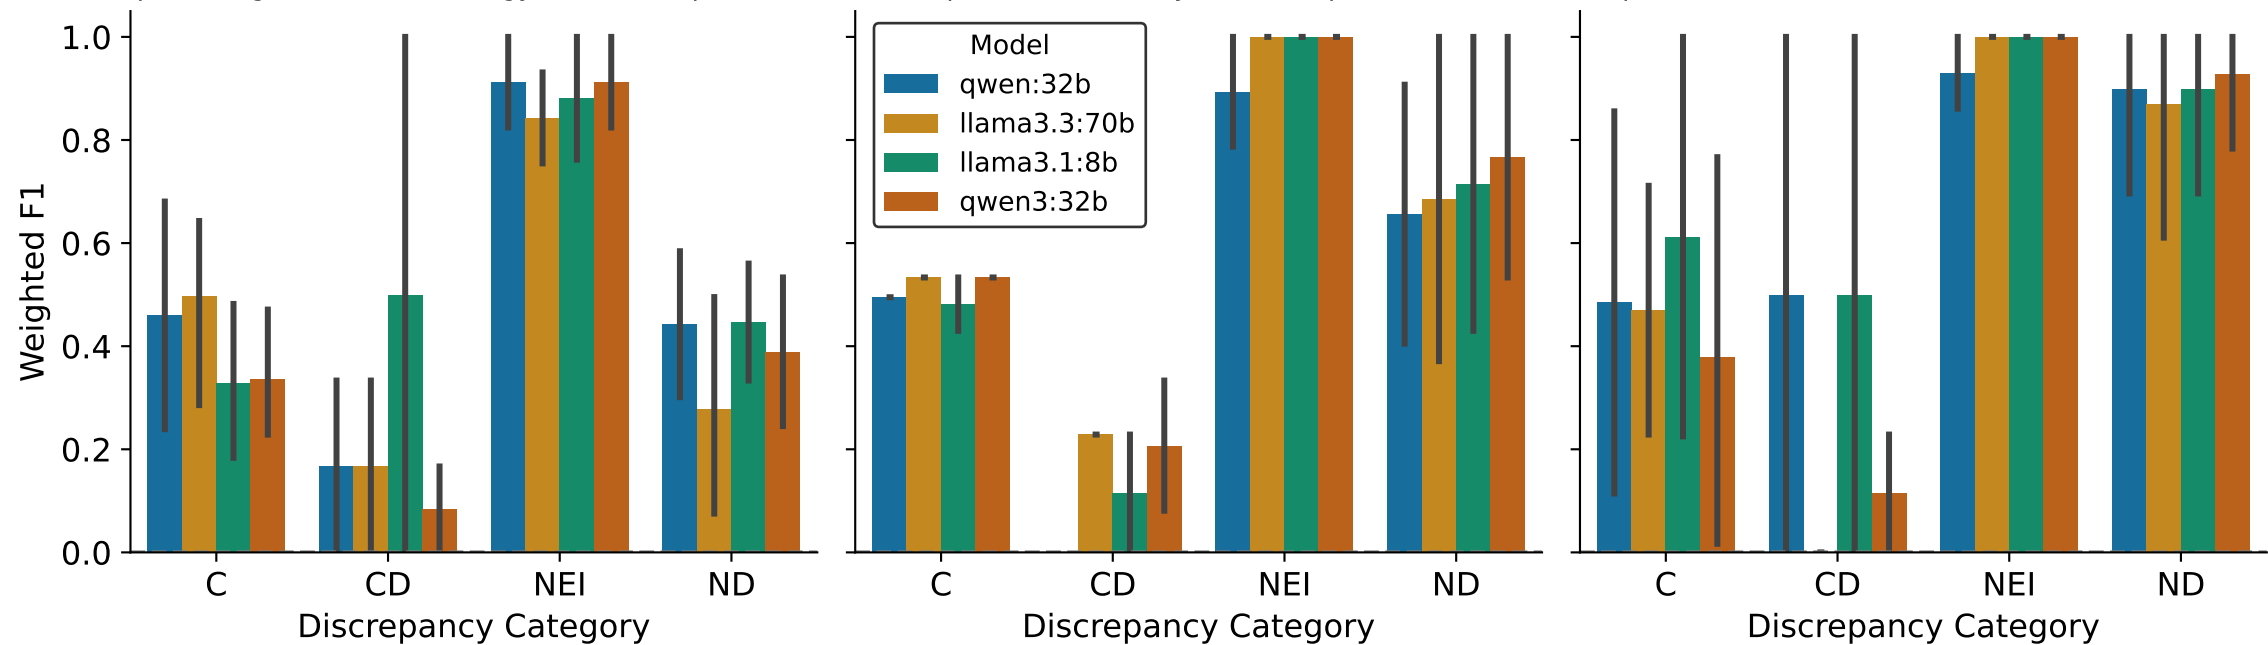 Weighted F1
1.0
0.8
0.6
0.4
0.2
0.0
C CD NEI ND
Discrepancy Category
Model
qwen:32b
llama3.3:70b
llama3.1:8b
qwen3:32b
C CD NEI ND
Discrepancy Category
C CD NEI ND
Discrepancy Category